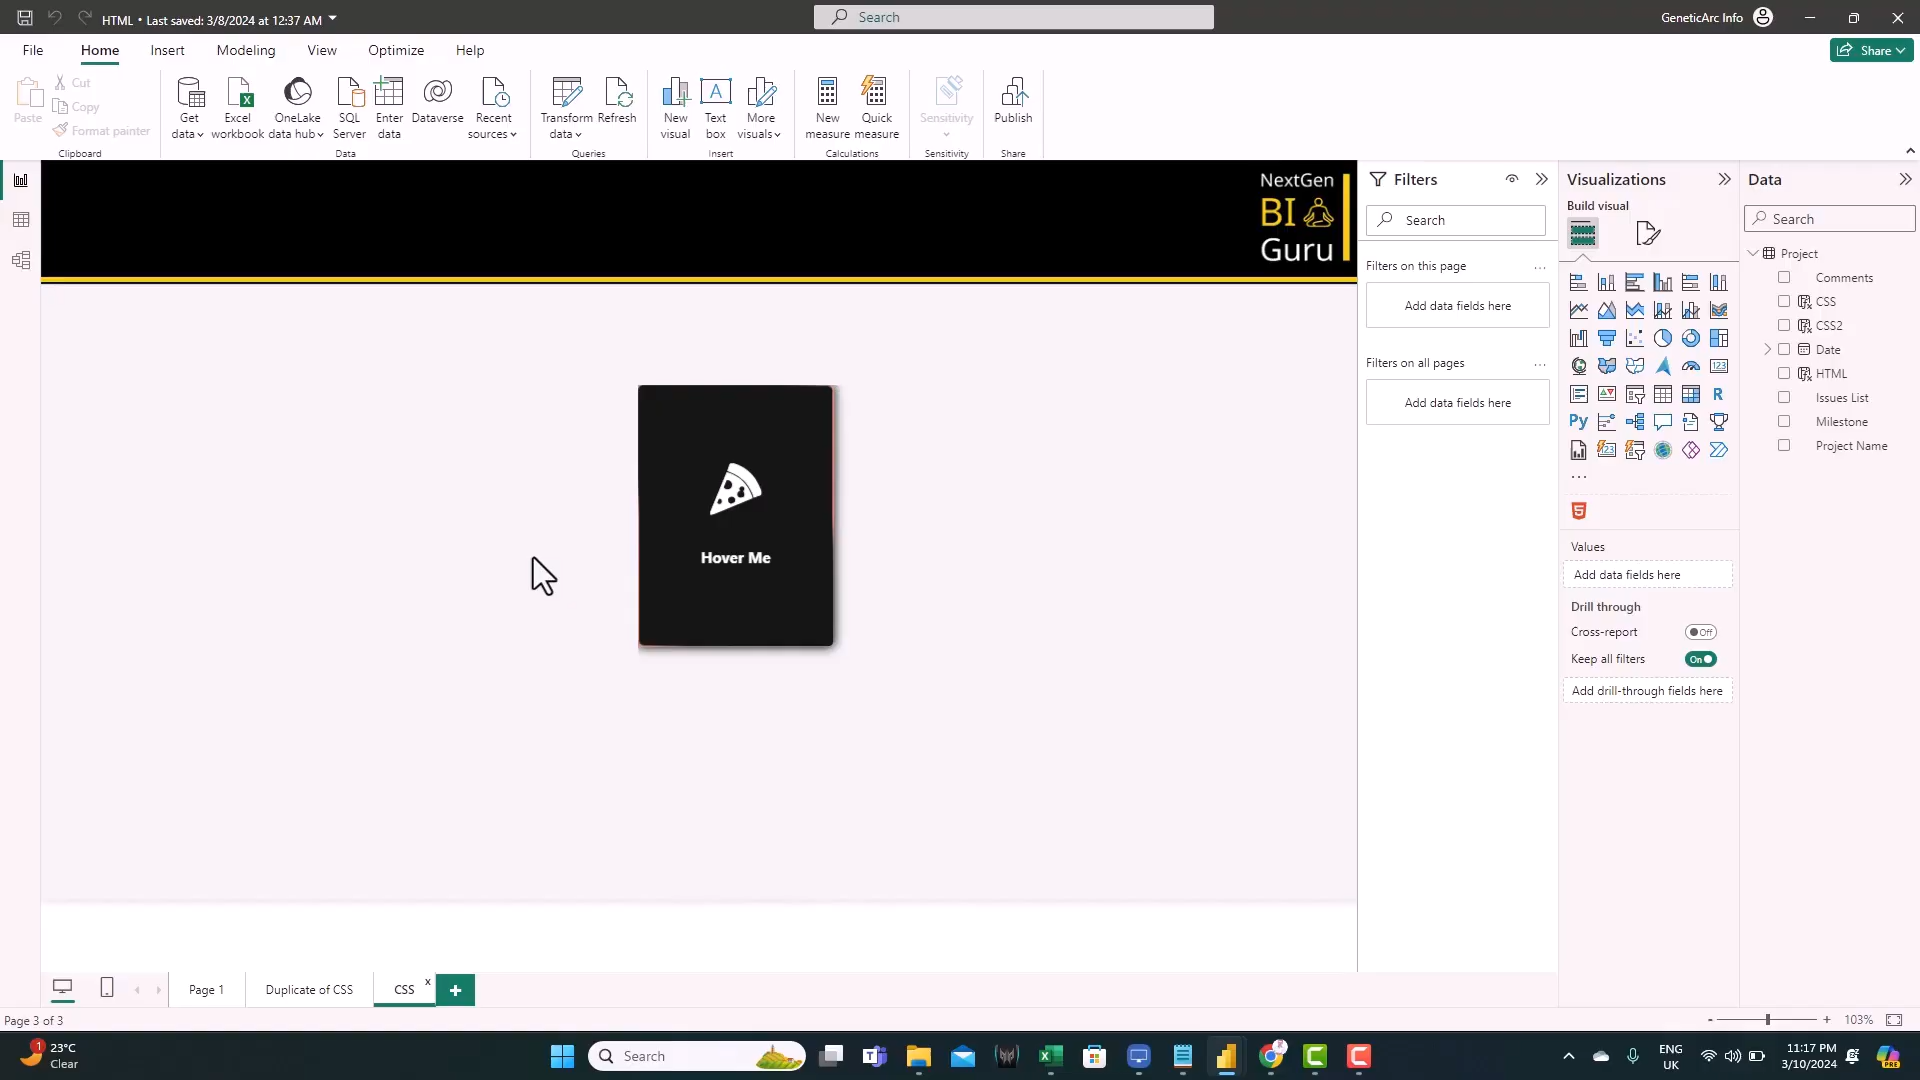 HTML • Last saved: 3/8/2024 at 12:37 AM
Search
GeneticArc Info
File
Home
Insert
Modeling
View
Optimize
Help
Share
Paste
Cut
Copy
Format painter
Clipboard
Get data
Excel workbook
OneLake data hub
SQL Server
Enter data
Dataverse
Recent sources
Data
Transform data
Refresh
Queries
New visual
Text box
A
More visuals
Insert
New measure
Quick measure
Calculations
Sensitivity
Sensitivity
Publish
Share
NextGen
BI
Guru
Hover Me
Filters
Search
Filters on this page
...
Add data fields here
Filters on all pages
...
Add data fields here
Visualizations
Build visual
123
R
Py
123
...
5
Values
Add data fields here
Drill through
Cross-report
Off
Keep all filters
On
Add drill-through fields here
Data
Search
Project
Comments
CSS
CSS2
Date
HTML
Issues List
Milestone
Project Name
Page 1
Duplicate of CSS
CSS
x
+
Page 3 of 3
- + 103%
1
23°C
Clear
Search
ENG
UK
11:17 PM
3/10/2024
PRE